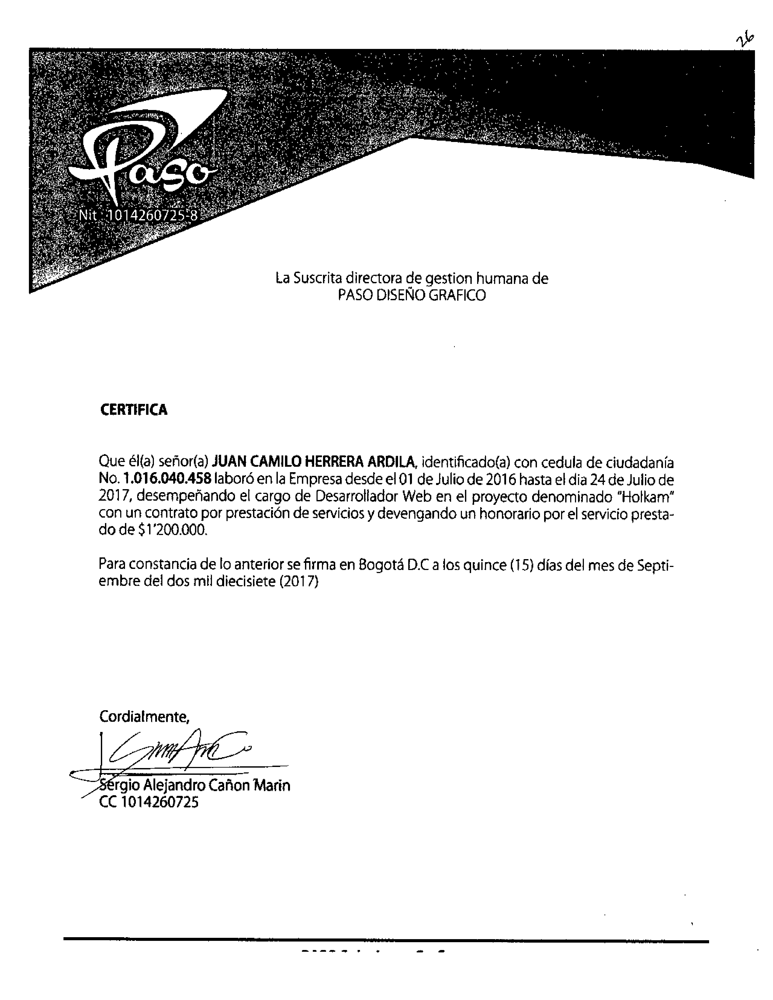 26
Paso
Nit : 1014260725-8
La Suscrita directora de gestion humana de
PASO DISEÑO GRAFICO
CERTIFICA
Que él(a) señor(a) JUAN CAMILO HERRERA ARDILA, identificado(a) con cedula de ciudadanía
No. 1.016.040.458 laboró en la Empresa desde el 01 de Julio de 2016 hasta el dia 24 de Julio de
2017, desempeñando el cargo de Desarrollador Web en el proyecto denominado "Holkam"
con un contrato por prestación de servicios y devengando un honorario por el servicio presta-
do de $1'200.000.
Para constancia de lo anterior se firma en Bogotá D.C a los quince (15) días del mes de Septi-
embre del dos mil diecisiete (2017)
Cordialmente,
Sergio Alejandro Cañon Marin
CC 1014260725